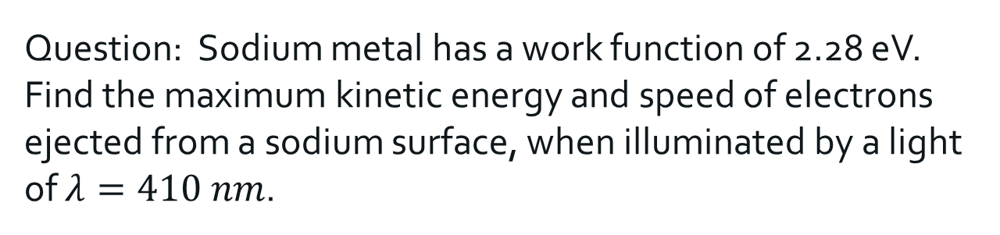 Question:  Sodium metal has a work function of 2.28 eV.
Find the maximum kinetic energy and speed of electrons
ejected from a sodium surface, when illuminated by a light
of λ = 410 nm.